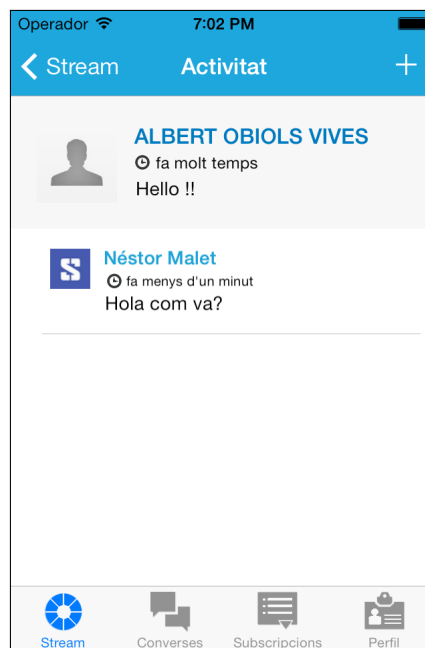 Operador 7:02 PM
Stream Activitat +
ALBERT OBIOLS VIVES
fa molt temps
Hello !!
Néstor Malet
fa menys d'un minut
Hola com va?
Stream Converses Subscripcions Perfil